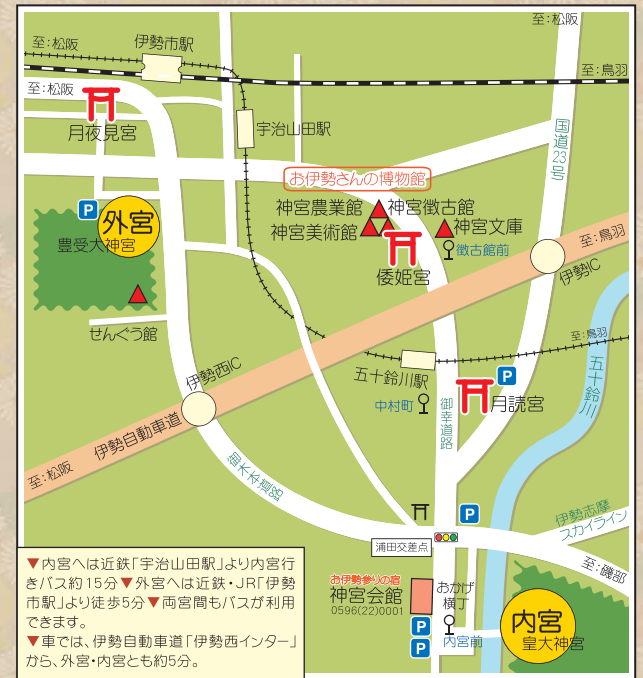 至:松阪
至:松阪
伊勢市駅
至:鳥羽
至:松阪
月夜見宮
宇治山田駅
国道23号
お伊勢さんの博物館
P
外宮
豊受大神宮
神宮農業館
神宮徴古館
神宮美術館
神宮文庫
徴古館前
倭姫宮
至:鳥羽
伊勢IC
せんぐう館
至:鳥羽
伊勢西IC
五十鈴川駅
P
五十鈴川
中村町
御幸道路
月読宮
伊勢自動車道
至:松阪
御木本道路
P
伊勢志摩
スカイライン
浦田交差点
至:磯部
▼内宮へは近鉄「宇治山田駅」より内宮行
きバス約15分▼外宮へは近鉄・JR「伊勢
市駅」より徒歩5分▼両宮間もバスが利用
できます。
▼車では、伊勢自動車道「伊勢西インター」
から、外宮・内宮とも約5分。
お伊勢参りの宿
神宮会館
0596(22)0001
P
P
おかげ
横丁
内宮前
内宮
皇大神宮